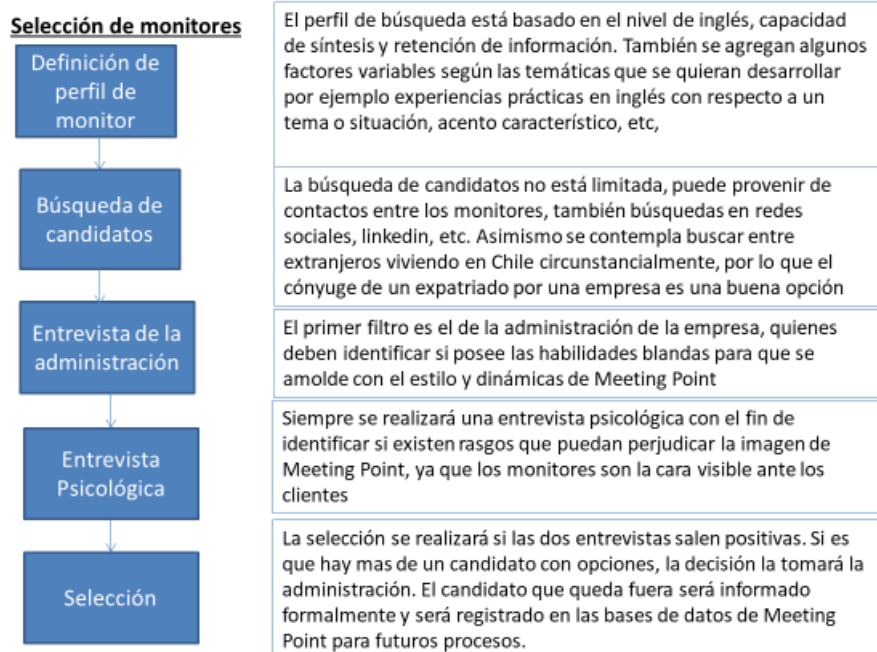 Selección de monitores
Definición de
perfil de
monitor
El perfil de búsqueda está basado en el nivel de inglés, capacidad
de síntesis y retención de información. También se agregan algunos
factores variables según las temáticas que se quieran desarrollar
por ejemplo experiencias prácticas en inglés con respecto a un
tema o situación, acento característico, etc,
Búsqueda de
candidatos
La búsqueda de candidatos no está limitada, puede provenir de
contactos entre los monitores, también búsquedas en redes
sociales, linkedin, etc. Asimismo se contempla buscar entre
extranjeros viviendo en Chile circunstancialmente, por lo que el
cónyuge de un expatriado por una empresa es una buena opción
Entrevista de la
administración
El primer filtro es el de la administración de la empresa, quienes
deben identificar si posee las habilidades blandas para que se
amolde con el estilo y dinámicas de Meeting Point
Entrevista
Psicológica
Siempre se realizará una entrevista psicológica con el fin de
identificar si existen rasgos que puedan perjudicar la imagen de
Meeting Point, ya que los monitores son la cara visible ante los
clientes
Selección
La selección se realizará si las dos entrevistas salen positivas. Si es
que hay mas de un candidato con opciones, la decisión la tomará la
administración. El candidato que queda fuera será informado
formalmente y será registrado en las bases de datos de Meeting
Point para futuros procesos.